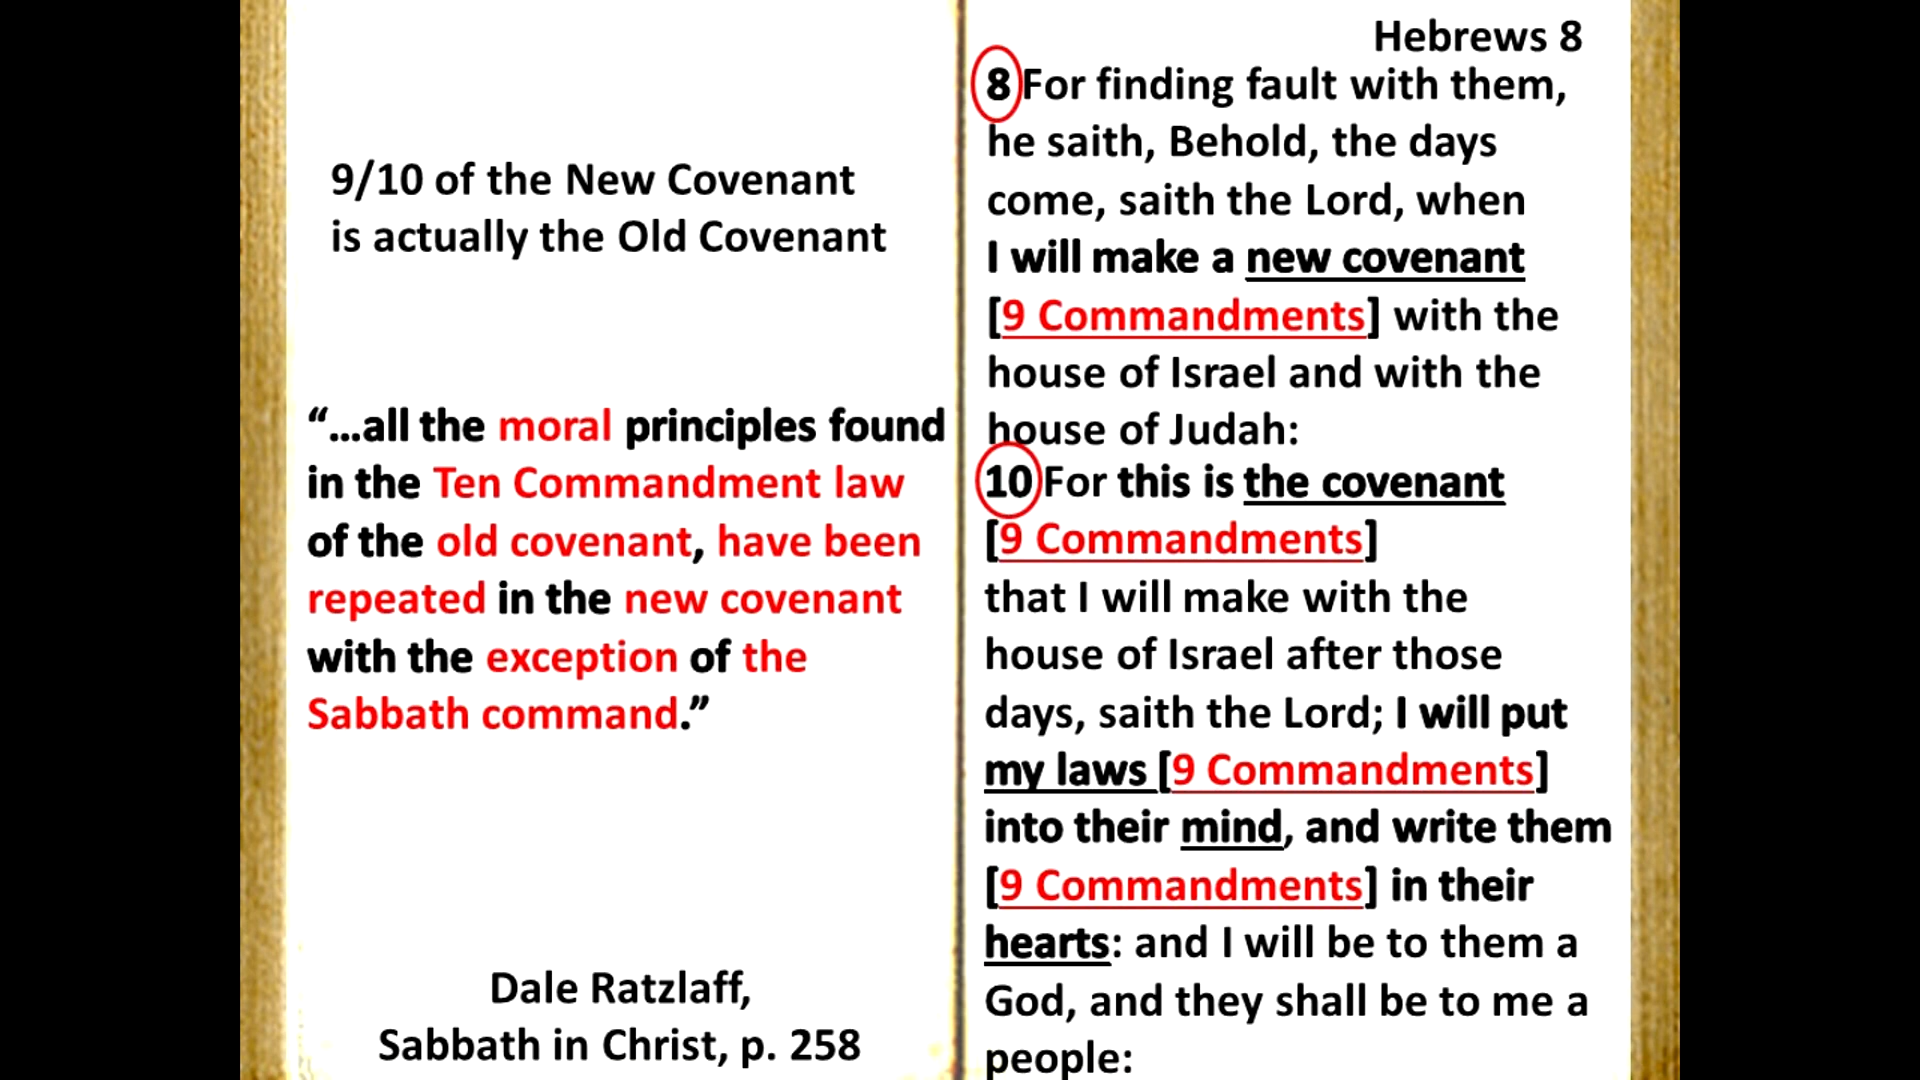 9/10 of the New Covenant
is actually the Old Covenant
“...all the moral principles found
in the Ten Commandment law
of the old covenant, have been
repeated in the new covenant
with the exception of the
Sabbath command.”
Dale Ratzlaff,
Sabbath in Christ, p. 258
Hebrews 8
8 For finding fault with them,
he saith, Behold, the days
come, saith the Lord, when
I will make a new covenant
[9 Commandments] with the
house of Israel and with the
house of Judah:
10 For this is the covenant
[9 Commandments]
that I will make with the
house of Israel after those
days, saith the Lord; I will put
my laws [9 Commandments]
into their mind, and write them
[9 Commandments] in their
hearts: and I will be to them a
God, and they shall be to me a
people: